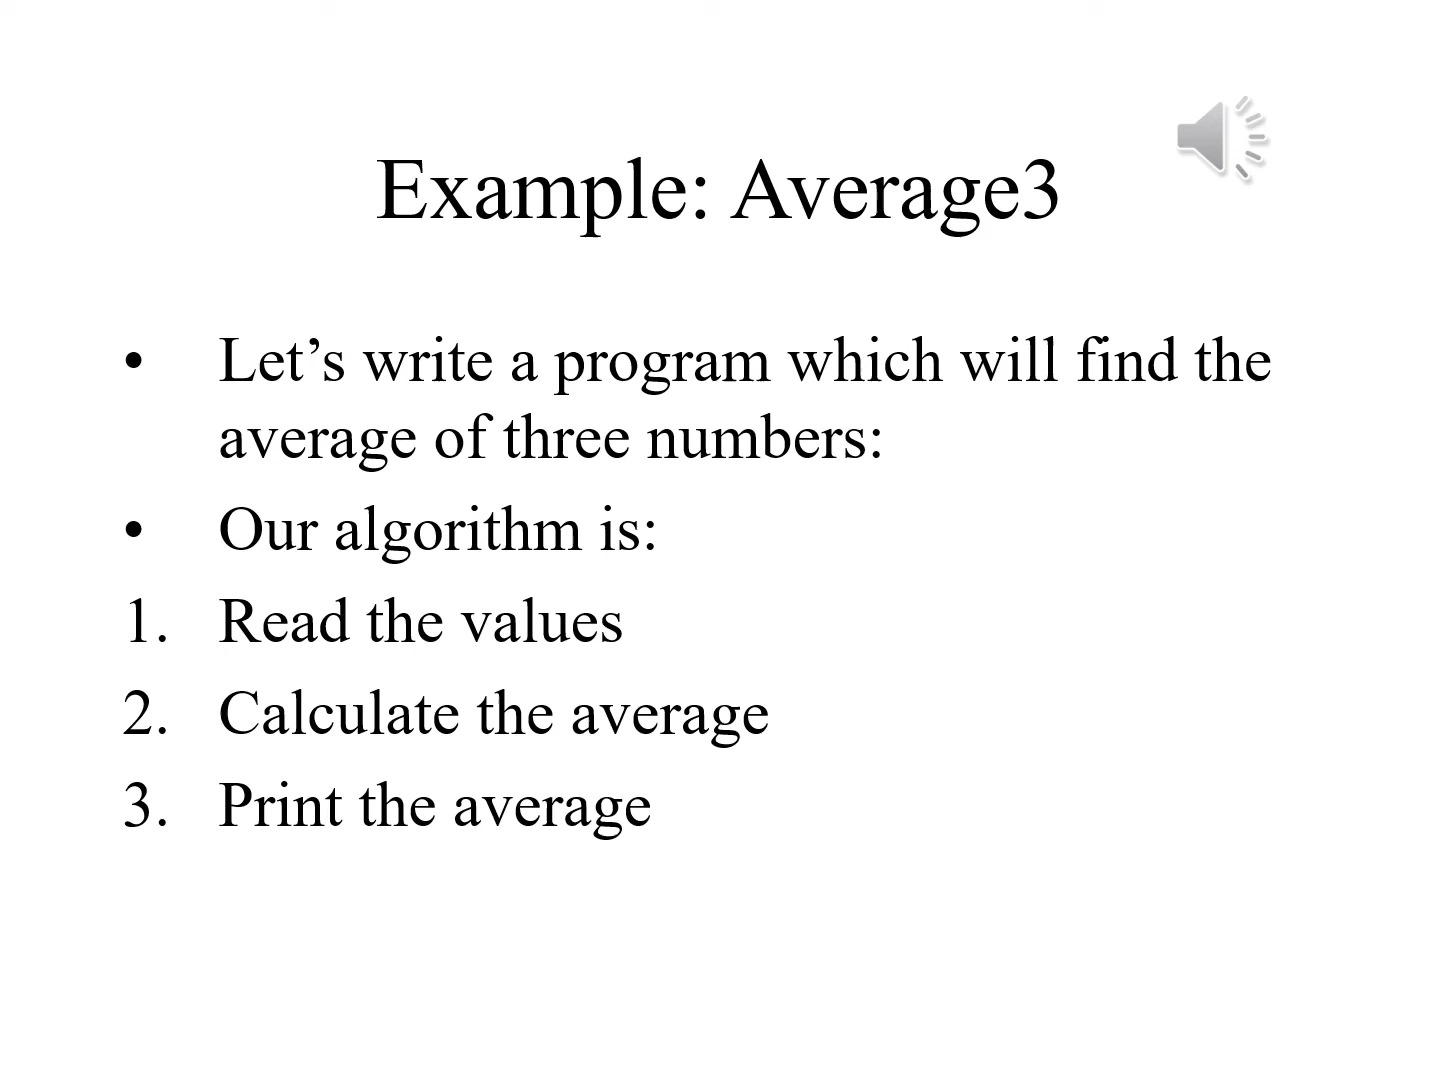 Example: Average3
• Let’s write a program which will find the
average of three numbers:
• Our algorithm is:
1. Read the values
2. Calculate the average
3. Print the average